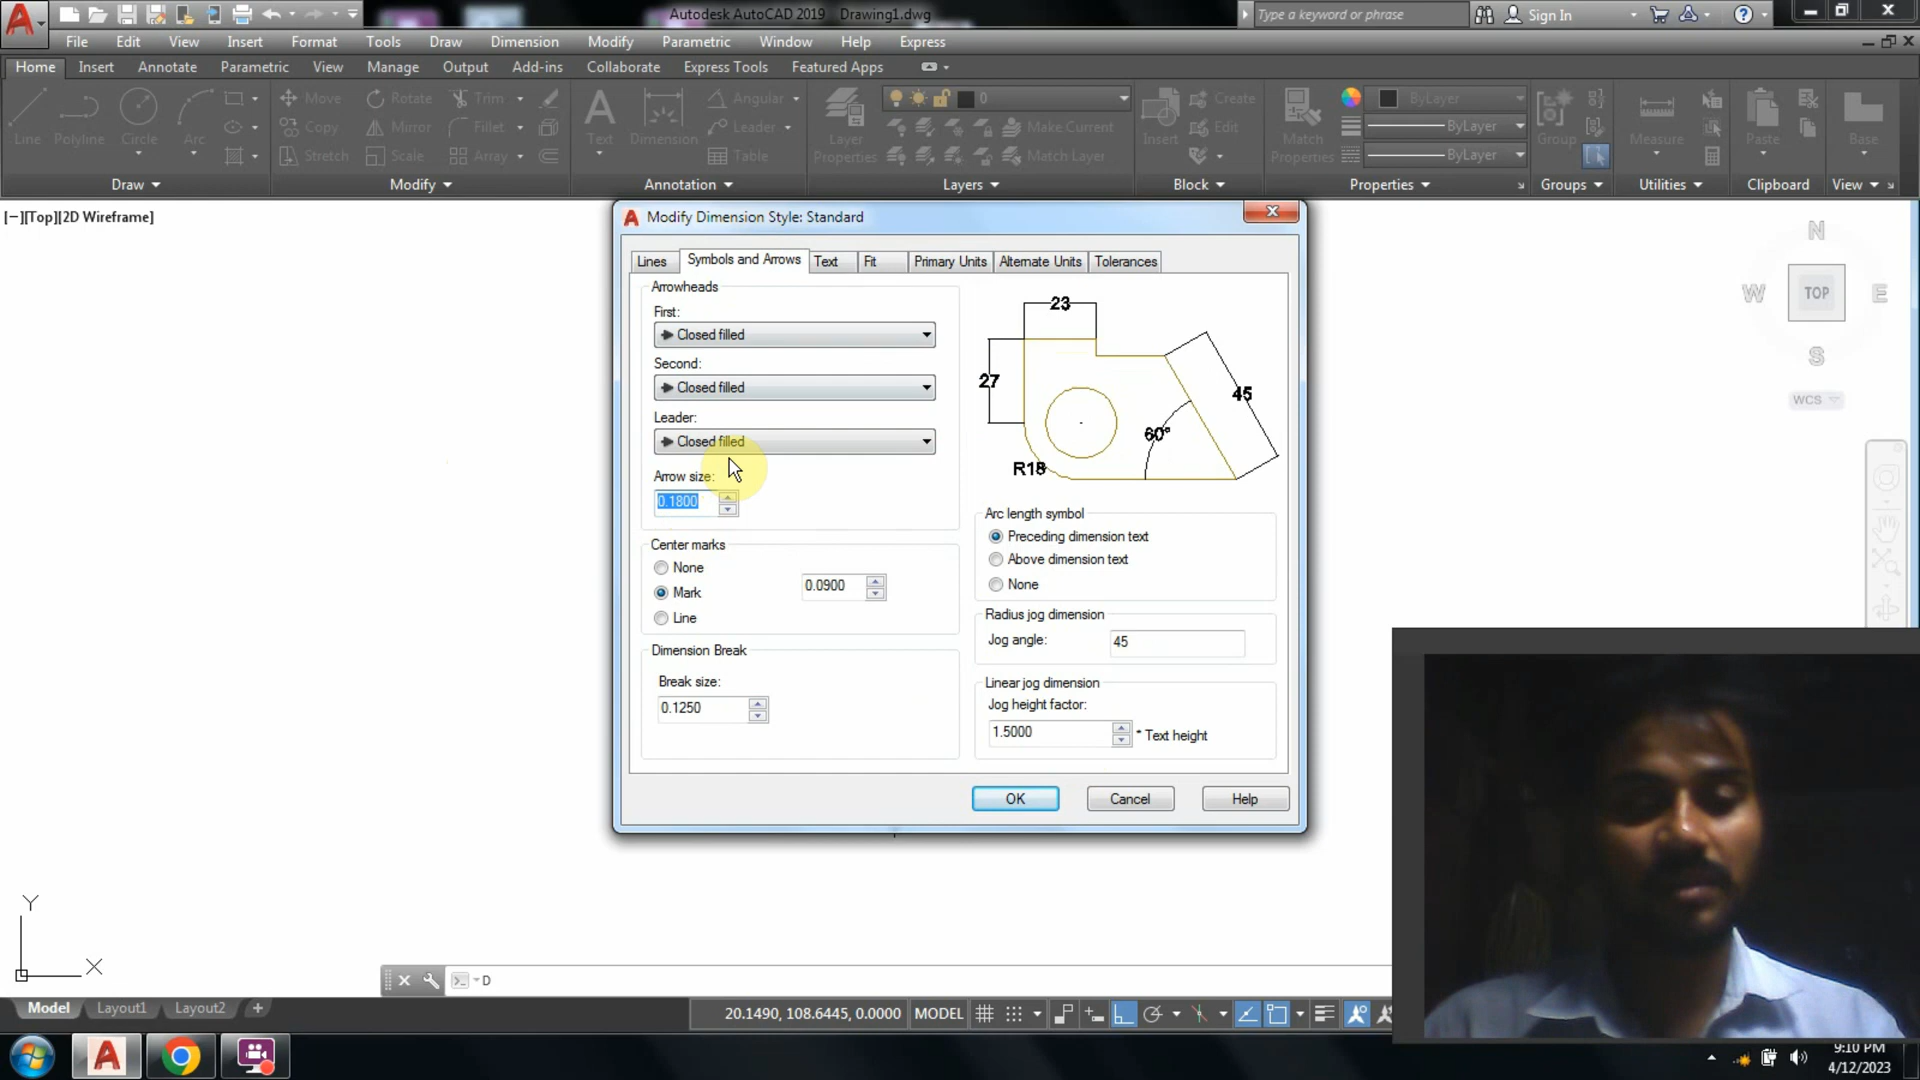 Autodesk AutoCAD 2019 Drawing1.dwg
Type a keyword or phrase
Sign In
File Edit View Insert Format Tools Draw Dimension Modify Parametric Window Help Express
Home Insert Annotate Parametric View Manage Output Add-ins Collaborate Express Tools Featured Apps
Line Polyline Circle Arc
Move Rotate Trim
Copy Mirror Fillet
Stretch Scale Array
Text Dimension
Angular
Leader
Table
Layer Properties
0
Make Current
Match Layer
Insert
Create
Edit
Match Properties
ByLayer
ByLayer
ByLayer
Group
Measure
Paste
Base
Draw Modify Annotation Layers Block Properties Groups Utilities Clipboard View
[−][Top][2D Wireframe]
Modify Dimension Style: Standard
Lines Symbols and Arrows Text Fit Primary Units Alternate Units Tolerances
Arrowheads
First:
Closed filled
Second:
Closed filled
Leader:
Closed filled
Arrow size:
0.1800
Center marks
None
Mark
0.0900
Line
Dimension Break
Break size:
0.1250
23
27
45
60°
R18
Arc length symbol
Preceding dimension text
Above dimension text
None
Radius jog dimension
Jog angle:
45
Linear jog dimension
Jog height factor:
1.5000
* Text height
OK Cancel Help
N
W TOP E
S
WCS
Y
X
D
Model Layout1 Layout2 +
20.1490, 108.6445, 0.0000 MODEL
9:10 PM
4/12/2023